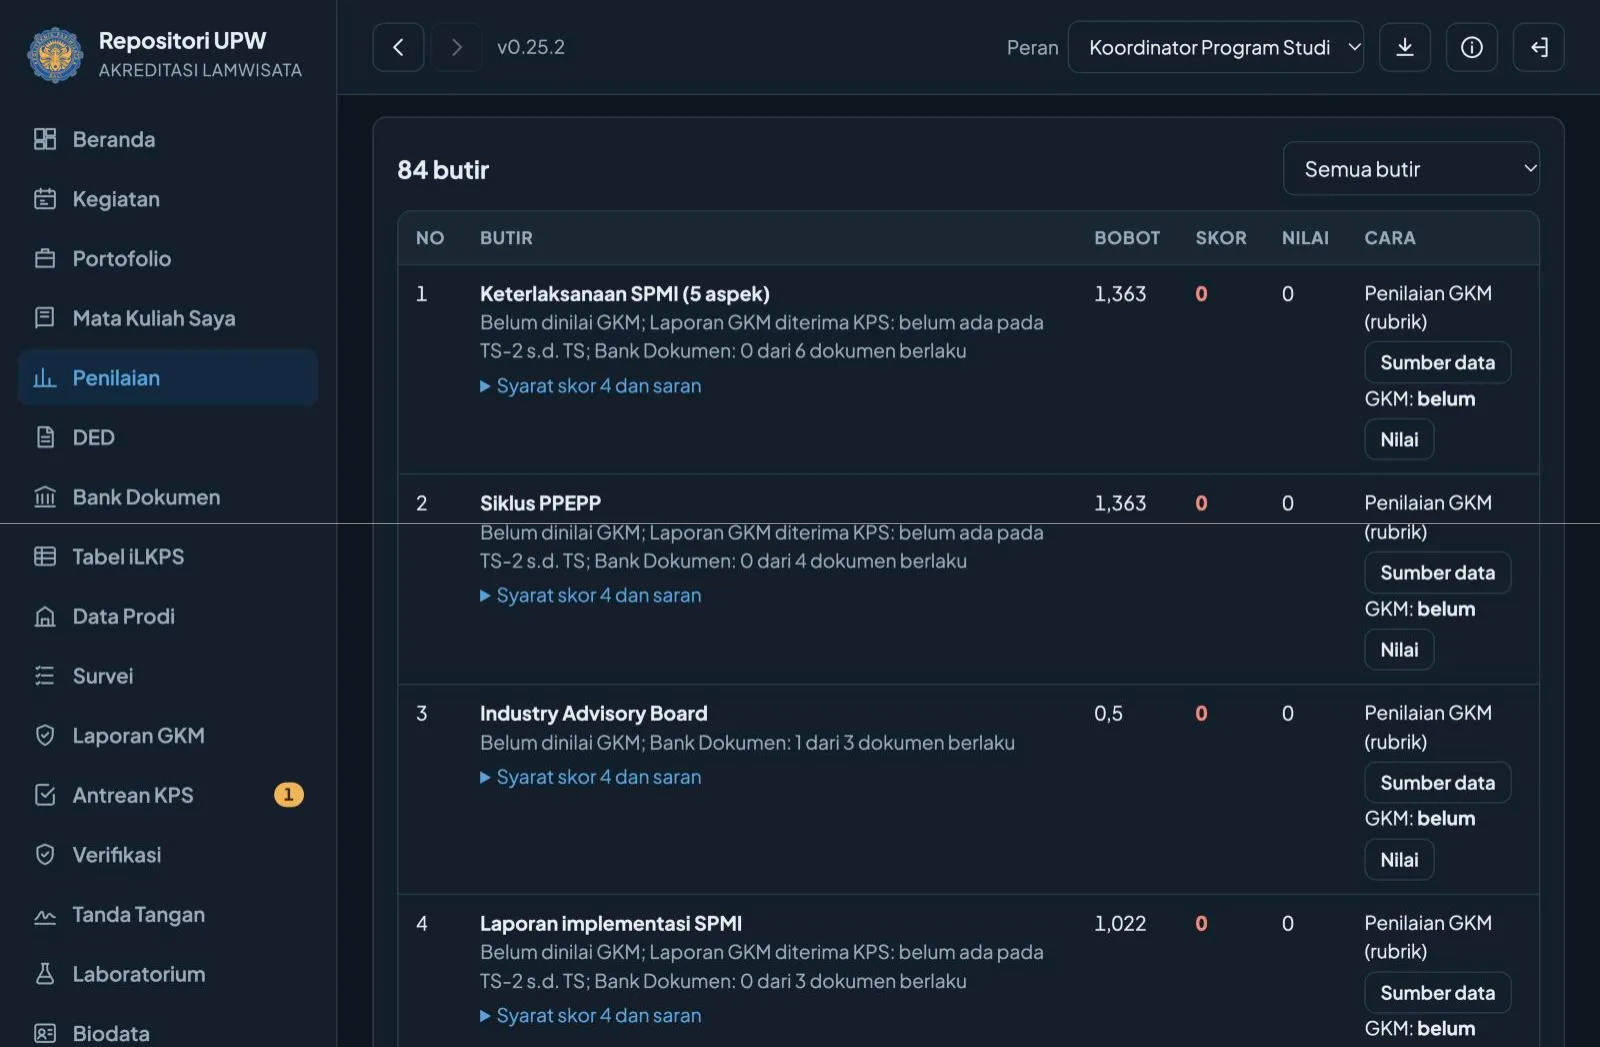 Repositori UPW
AKREDITASI LAMWISATA
Beranda
Kegiatan
Portofolio
Mata Kuliah Saya
Penilaian
DED
Bank Dokumen
Tabel iLKPS
Data Prodi
Survei
Laporan GKM
Antrean KPS 1
Verifikasi
Tanda Tangan
Laboratorium
Biodata
v0.25.2
Peran Koordinator Program Studi
84 butir
Semua butir
NO BUTIR BOBOT SKOR NILAI CARA
1 Keterlaksanaan SPMI (5 aspek) 1,363 0 0 Penilaian GKM
Belum dinilai GKM; Laporan GKM diterima KPS: belum ada pada (rubrik)
TS-2 s.d. TS; Bank Dokumen: 0 dari 6 dokumen berlaku
Sumber data
Syarat skor 4 dan saran
GKM: belum
Nilai
2 Siklus PPEPP 1,363 0 0 Penilaian GKM
Belum dinilai GKM; Laporan GKM diterima KPS: belum ada pada (rubrik)
TS-2 s.d. TS; Bank Dokumen: 0 dari 4 dokumen berlaku
Sumber data
Syarat skor 4 dan saran
GKM: belum
Nilai
3 Industry Advisory Board 0,5 0 0 Penilaian GKM
Belum dinilai GKM; Bank Dokumen: 1 dari 3 dokumen berlaku (rubrik)
Syarat skor 4 dan saran
Sumber data
GKM: belum
Nilai
4 Laporan implementasi SPMI 1,022 0 0 Penilaian GKM
Belum dinilai GKM; Laporan GKM diterima KPS: belum ada pada (rubrik)
TS-2 s.d. TS; Bank Dokumen: 0 dari 3 dokumen berlaku
Sumber data
Syarat skor 4 dan saran
GKM: belum